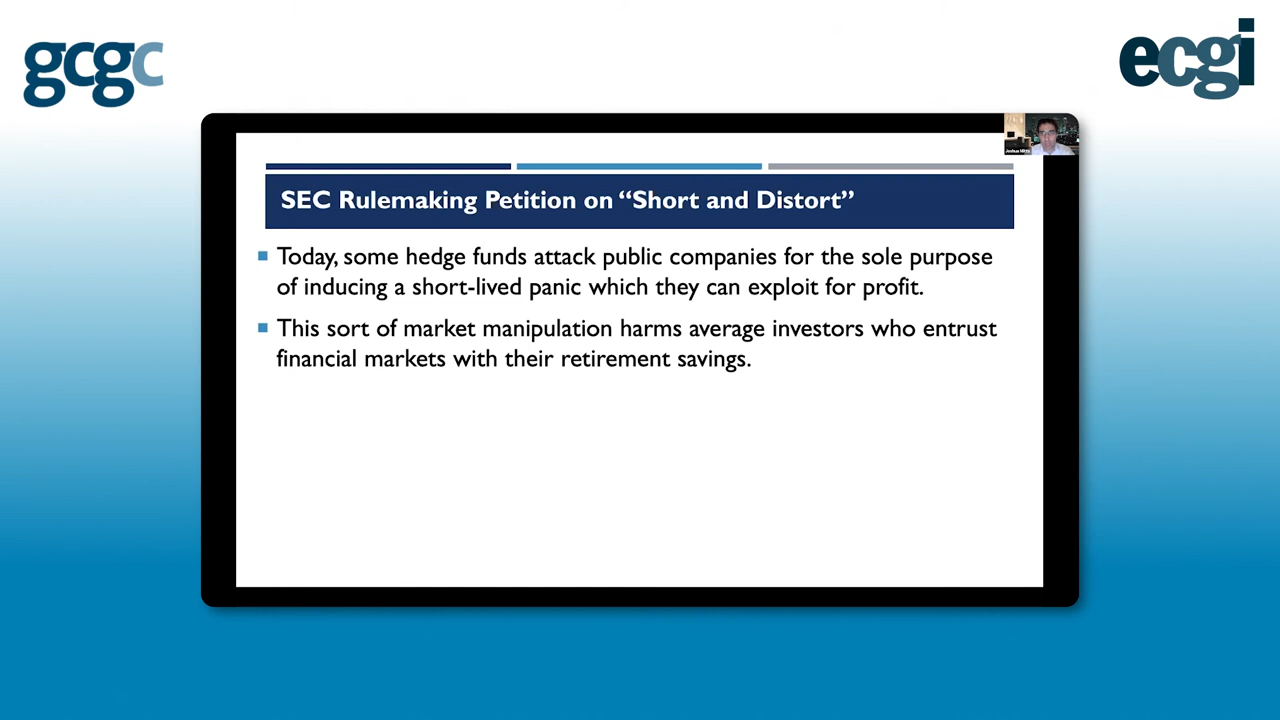 gcgc
ecgi
Joshua Mitts
SEC Rulemaking Petition on “Short and Distort”
Today, some hedge funds attack public companies for the sole purpose
of inducing a short-lived panic which they can exploit for profit.
This sort of market manipulation harms average investors who entrust
financial markets with their retirement savings.